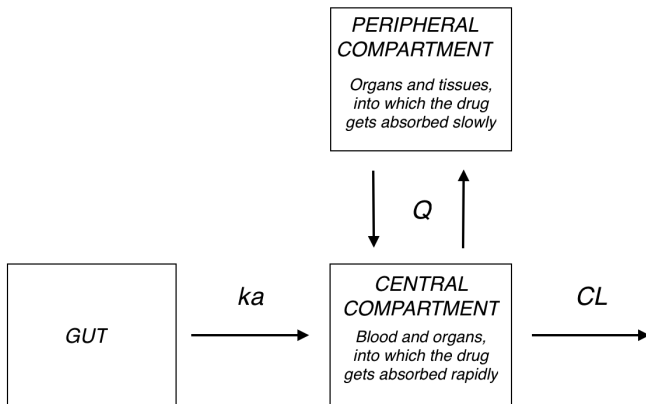 PERIPHERAL
COMPARTMENT
Organs and tissues,
into which the drug
gets absorbed slowly
Q
GUT
ka
CENTRAL
COMPARTMENT
Blood and organs,
into which the drug
gets absorbed rapidly
CL